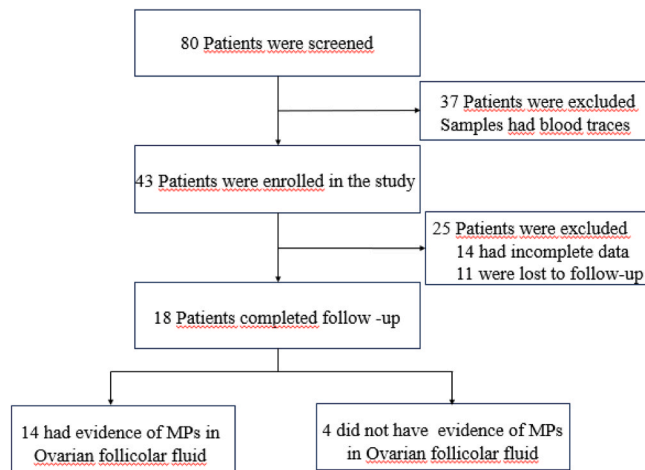 80 Patients were screened
37 Patients were excluded
Samples had blood traces
43 Patients were enrolled in the study
25 Patients were excluded
14 had incomplete data
11 were lost to follow-up
18 Patients completed follow -up
14 had evidence of MPs in
Ovarian follicolar fluid
4 did not have evidence of MPs
in Ovarian follicolar fluid